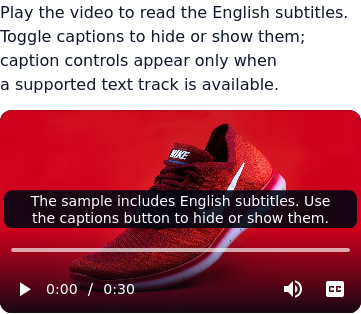 Play the video to read the English subtitles.
Toggle captions to hide or show them;
caption controls appear only when
a supported text track is available.
NIKE
The sample includes English subtitles. Use
the captions button to hide or show them.
0:00 / 0:30
CC